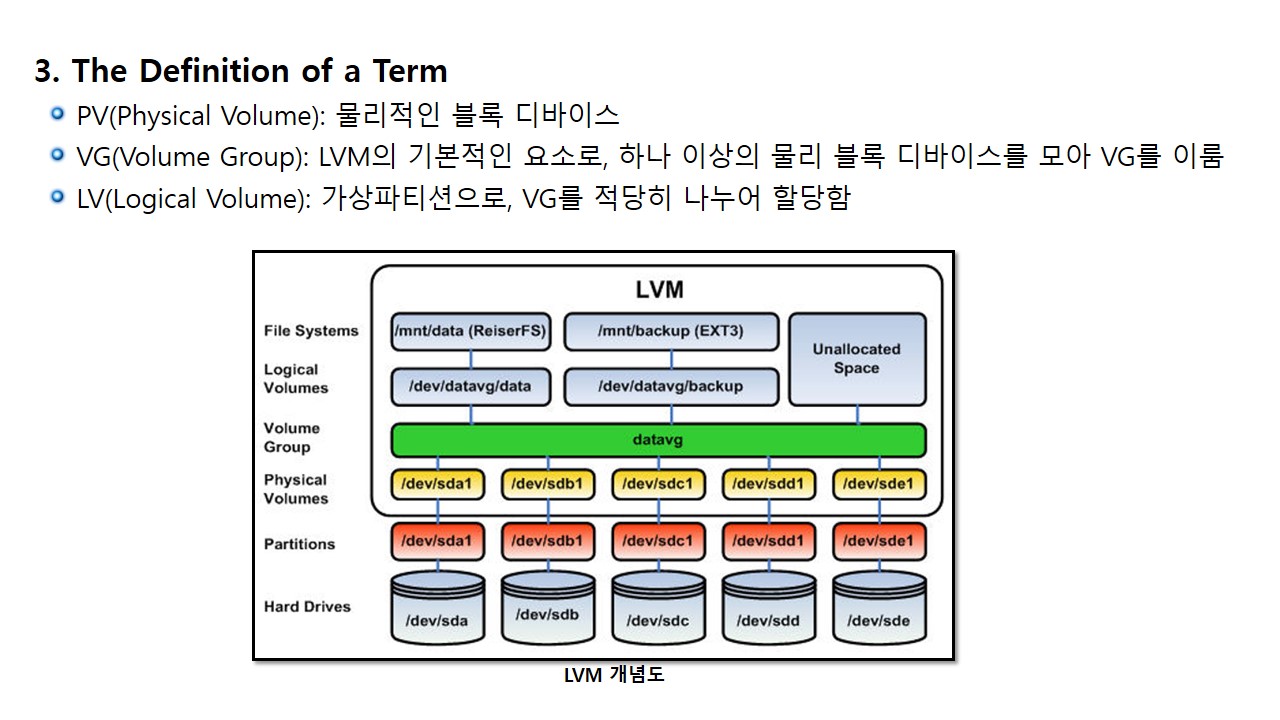 3. The Definition of a Term
PV(Physical Volume): 물리적인 블록 디바이스
VG(Volume Group): LVM의 기본적인 요소로, 하나 이상의 물리 블록 디바이스를 모아 VG를 이룸
LV(Logical Volume): 가상파티션으로, VG를 적당히 나누어 할당함
LVM
File Systems
/mnt/data (ReiserFS)
/mnt/backup (EXT3)
Unallocated
Space
Logical
Volumes
/dev/datavg/data
/dev/datavg/backup
Volume
Group
datavg
Physical
Volumes
/dev/sda1
/dev/sdb1
/dev/sdc1
/dev/sdd1
/dev/sde1
Partitions
/dev/sda1
/dev/sdb1
/dev/sdc1
/dev/sdd1
/dev/sde1
Hard Drives
/dev/sda
/dev/sdb
/dev/sdc
/dev/sdd
/dev/sde
LVM 개념도